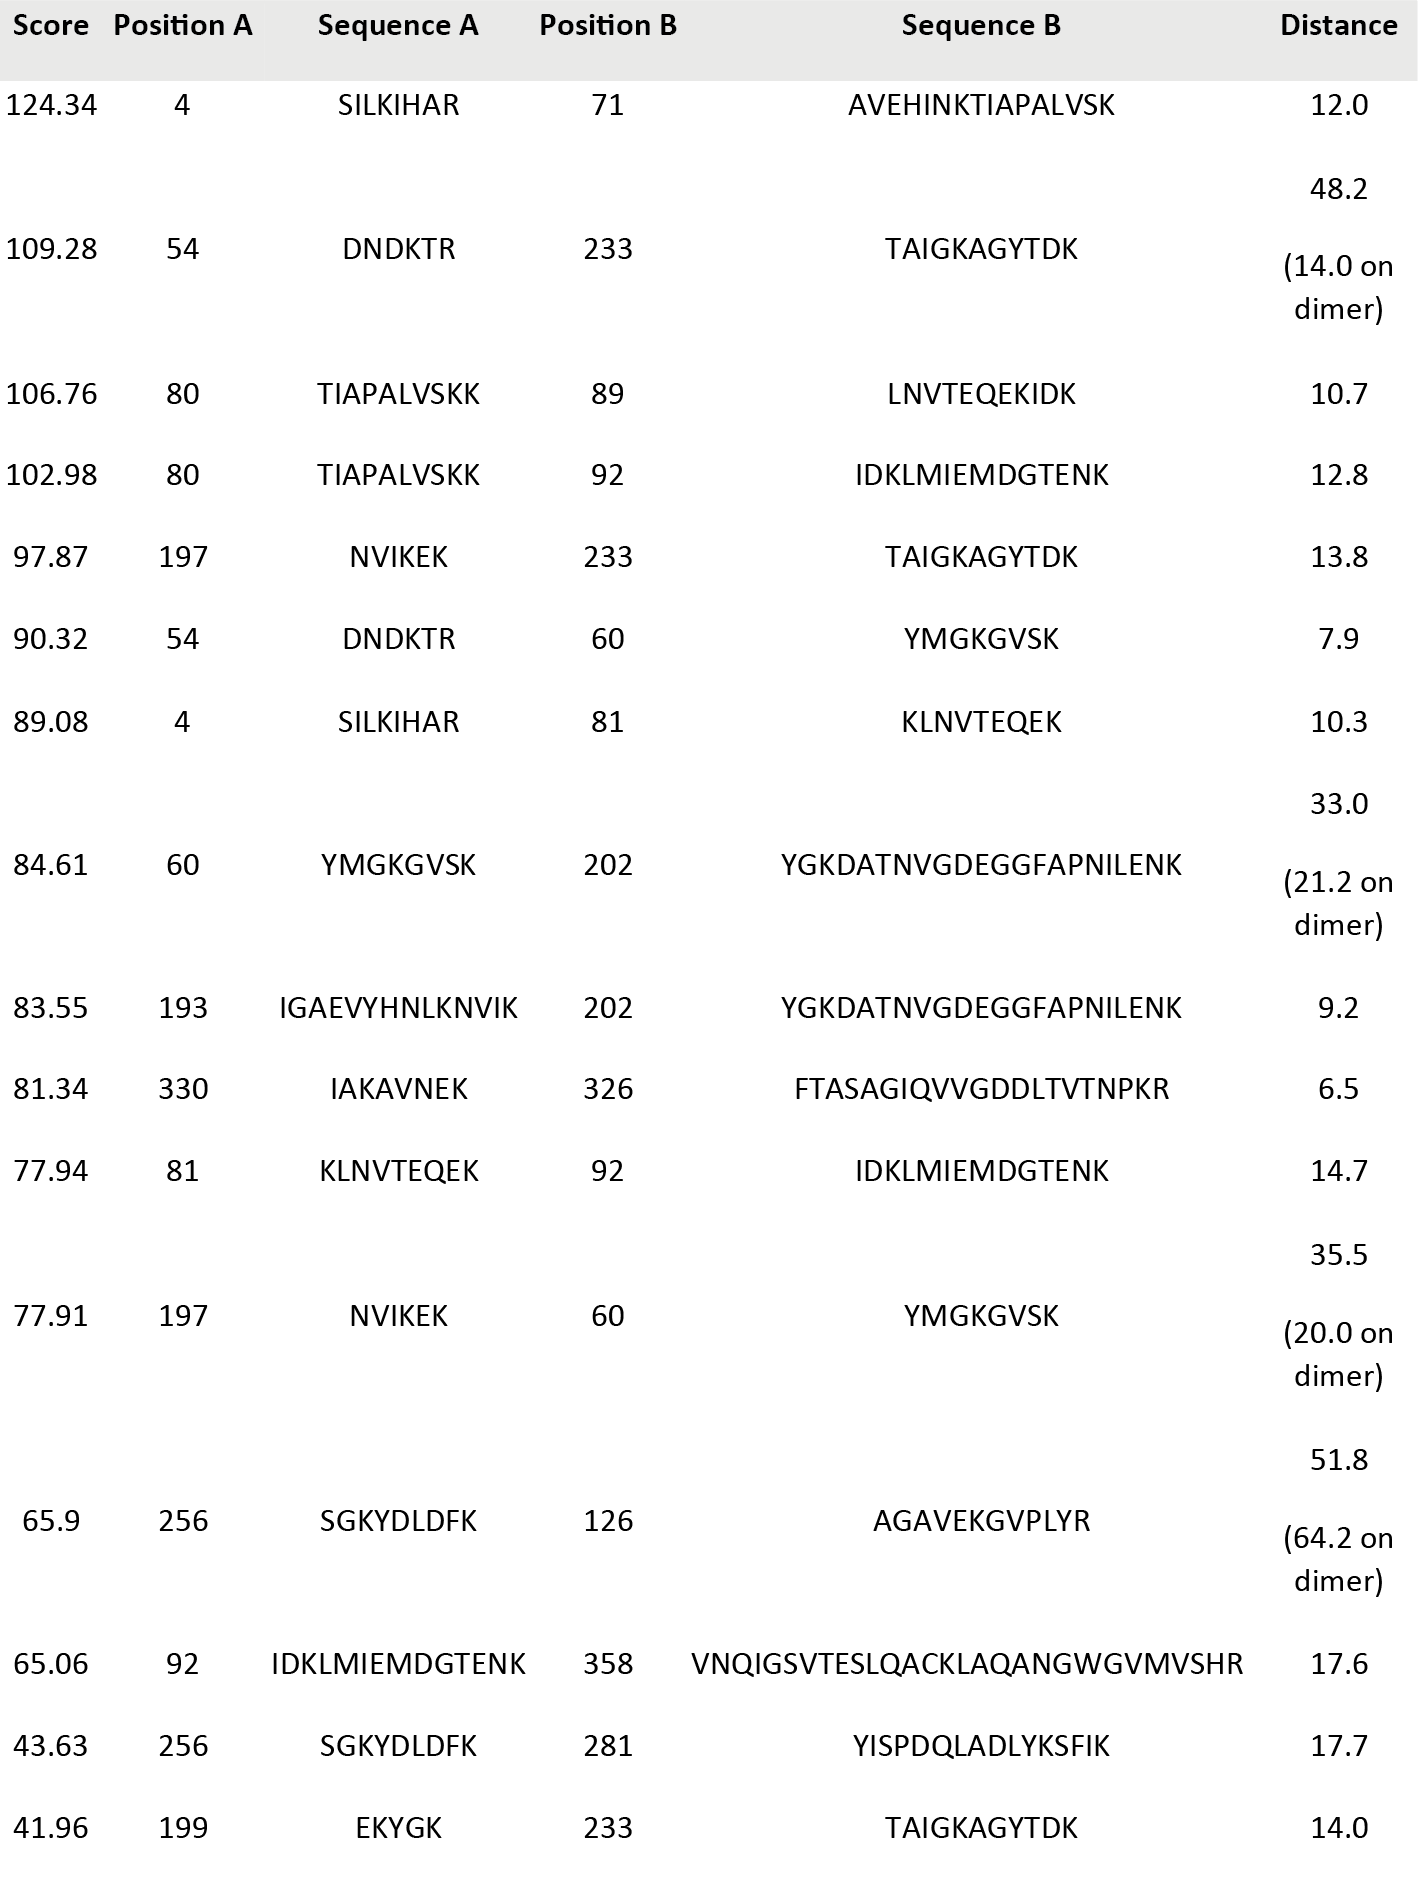 Score Position A Sequence A Position B Sequence B Distance
124.34 4 SILKIHAR 71 AVEHINKTIAPALVSK 12.0
48.2
109.28 54 DNDKTR 233 TAIGKAGYTDK
(14.0 on
dimer)
106.76 80 TIAPALVSKK 89 LNVTEQEKIDK 10.7
102.98 80 TIAPALVSKK 92 IDKLMIEMDGTENK 12.8
97.87 197 NVIKEK 233 TAIGKAGYTDK 13.8
90.32 54 DNDKTR 60 YMGKGVSK 7.9
89.08 4 SILKIHAR 81 KLNVTEQEK 10.3
33.0
84.61 60 YMGKGVSK 202 YGKDATNVGDEGGFAPNILENK
(21.2 on
dimer)
83.55 193 IGAEVYHNLKNVIK 202 YGKDATNVGDEGGFAPNILENK 9.2
81.34 330 IAKAVNEK 326 FTASAGIQVVGDDLTVTNPKR 6.5
77.94 81 KLNVTEQEK 92 IDKLMIEMDGTENK 14.7
35.5
77.91 197 NVIKEK 60 YMGKGVSK
(20.0 on
dimer)
51.8
65.9 256 SGKYDLDFK 126 AGAVEKGVPLYR
(64.2 on
dimer)
65.06 92 IDKLMIEMDGTENK 358 VNQIGSVTESLQACKLAQANGWGVMVSHR 17.6
43.63 256 SGKYDLDFK 281 YISPDQLADLYKSFIK 17.7
41.96 199 EKYGK 233 TAIGKAGYTDK 14.0